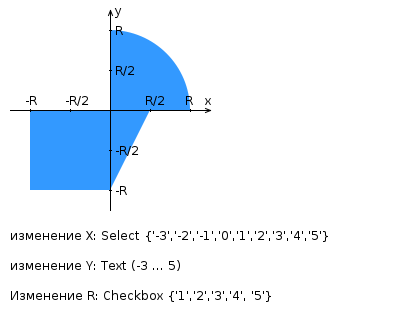 y
R
R/2
-R -R/2 R/2 R x
-R/2
-R
изменение X: Select {'-3','-2','-1','0','1','2','3','4','5'}
изменение Y: Text (-3 ... 5)
Изменение R: Checkbox {'1','2','3','4', '5'}